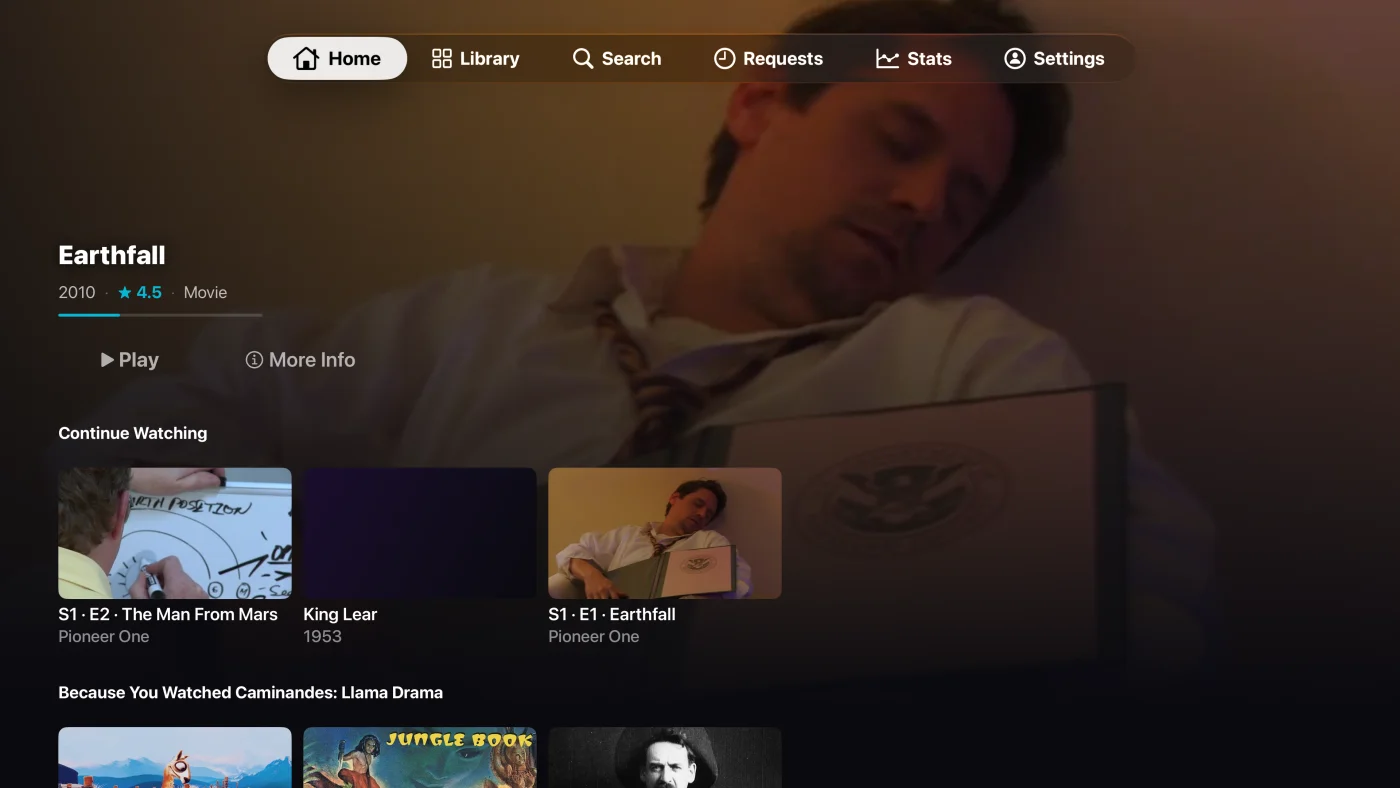 Home
Library
Search
Requests
Stats
Settings
Earthfall
2010 · ★ 4.5 · Movie
Play
More Info
Continue Watching
RTH POSITION
S1 · E2 · The Man From Mars
Pioneer One
King Lear
1953
S1 · E1 · Earthfall
Pioneer One
Because You Watched Caminandes: Llama Drama
JUNGLE BOOK